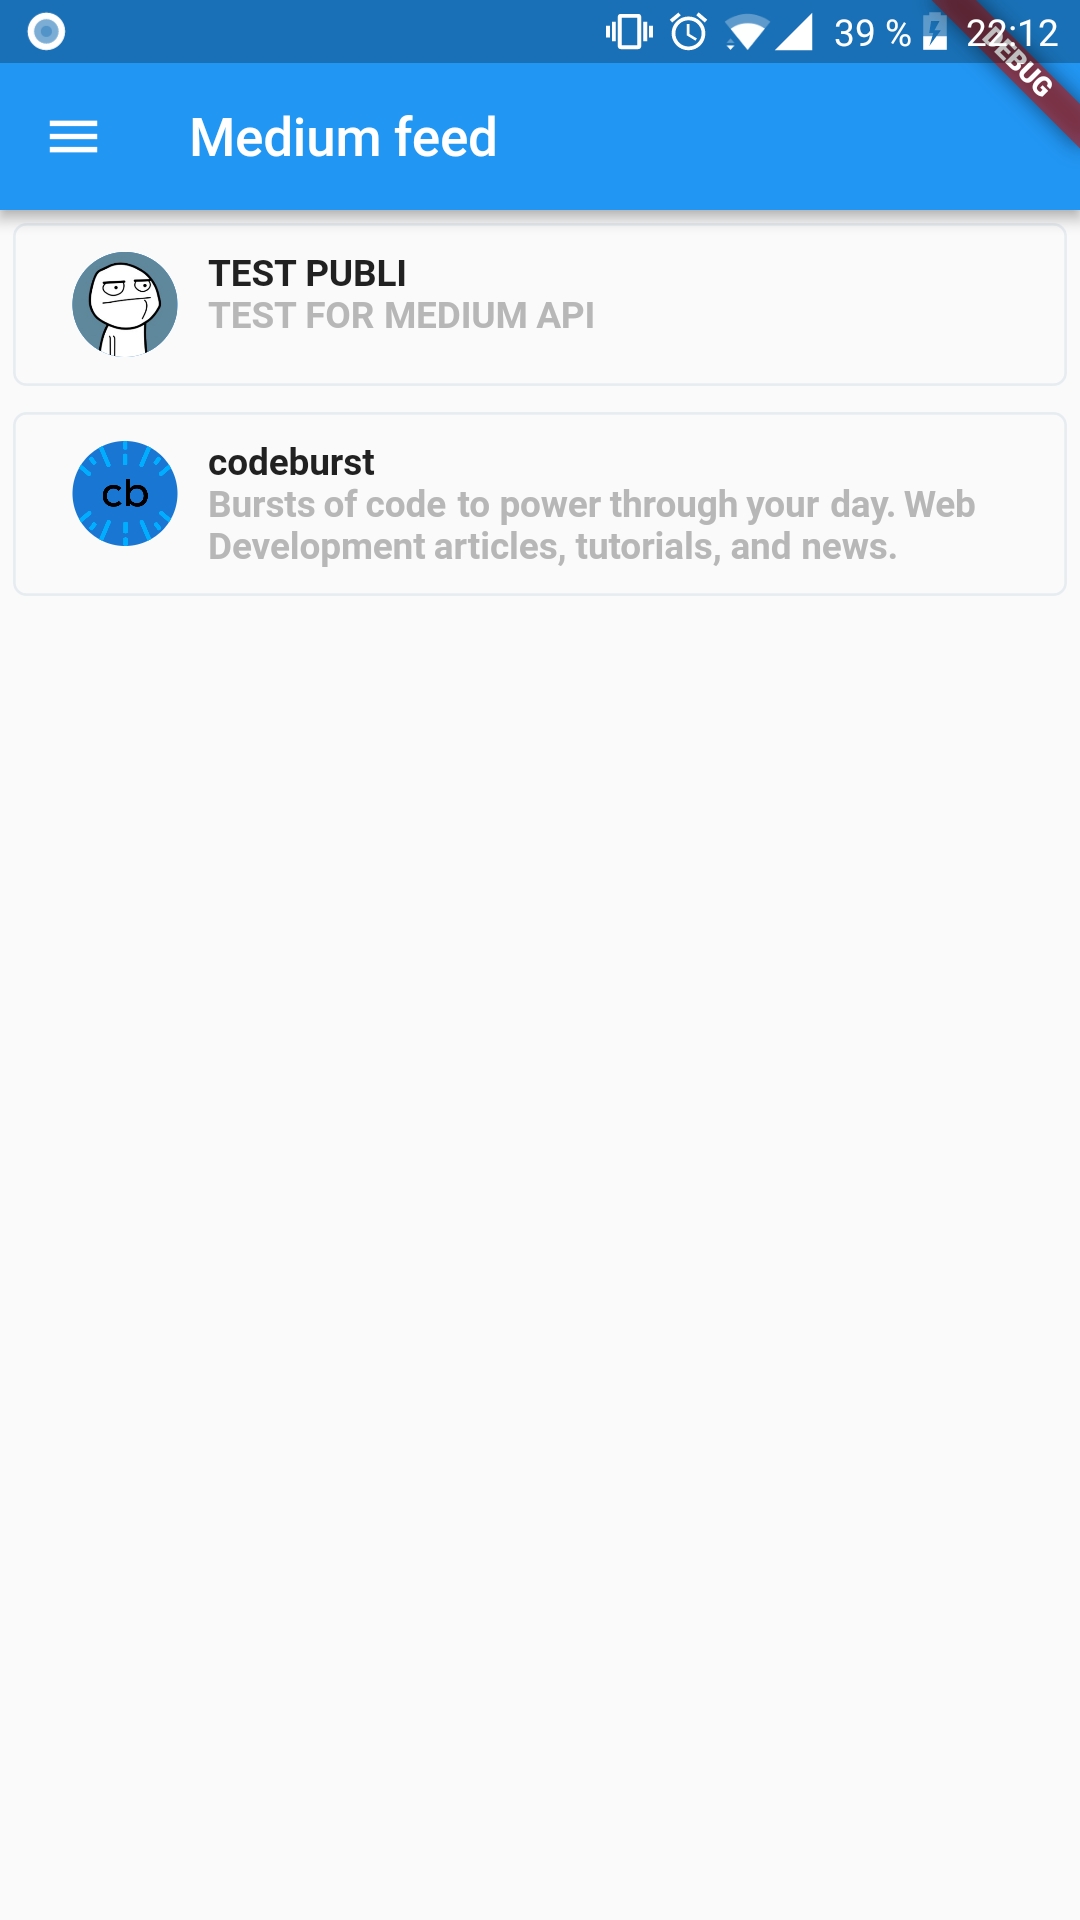 39 % 22:12
DEBUG
Medium feed
TEST PUBLI
TEST FOR MEDIUM API
cb
codeburst
Bursts of code to power through your day. Web
Development articles, tutorials, and news.